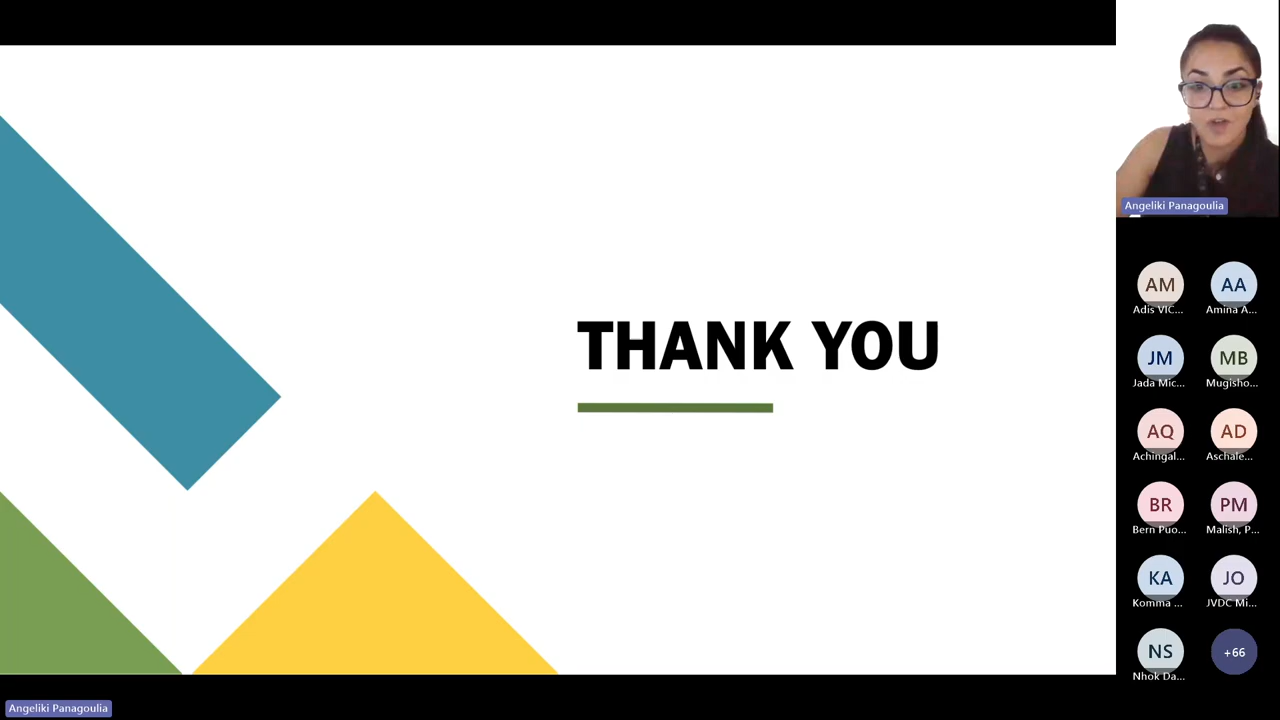 THANK YOU
Angeliki Panagoulia
AM
AA
Adis VIC...
Amina A...
JM
MB
Jada Mic...
Mugisho...
AQ
AD
Achingal...
Aschale...
BR
PM
Bern Puo...
Malish, P...
KA
JO
Komma ...
JVDC Mi...
NS
+66
Nhok Da...
Angeliki Panagoulia